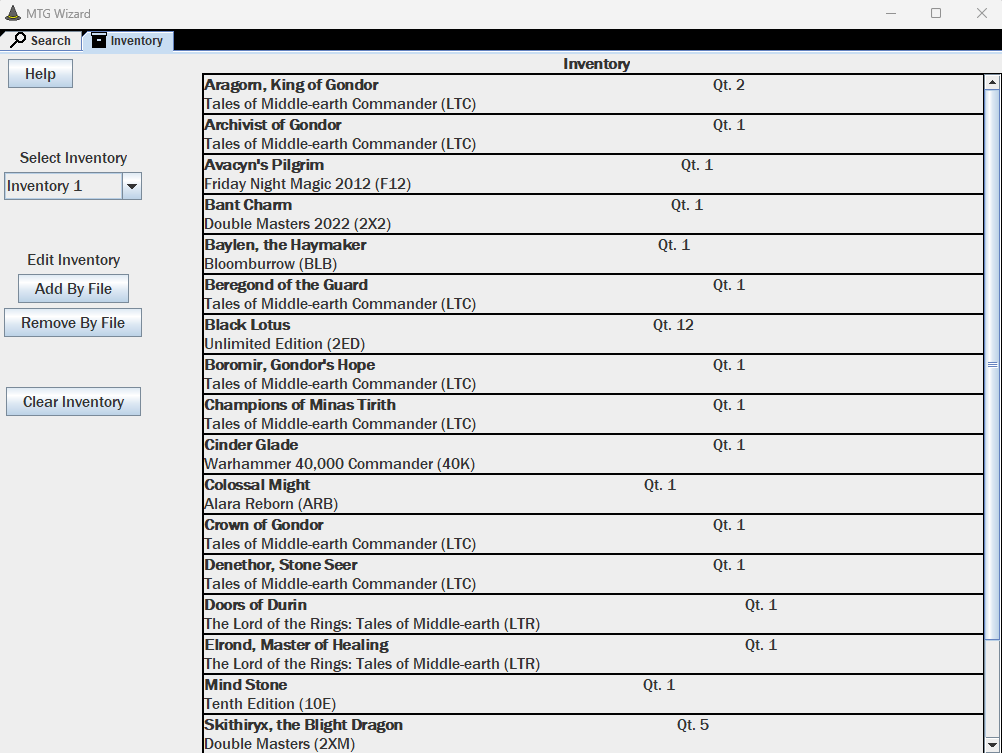 MTG Wizard
Search
Inventory
Help
Inventory
Select Inventory
Inventory 1
Edit Inventory
Add By File
Remove By File
Clear Inventory
Aragorn, King of Gondor Qt. 2
Tales of Middle-earth Commander (LTC)
Archivist of Gondor Qt. 1
Tales of Middle-earth Commander (LTC)
Avacyn's Pilgrim Qt. 1
Friday Night Magic 2012 (F12)
Bant Charm Qt. 1
Double Masters 2022 (2X2)
Baylen, the Haymaker Qt. 1
Bloomburrow (BLB)
Beregond of the Guard Qt. 1
Tales of Middle-earth Commander (LTC)
Black Lotus Qt. 12
Unlimited Edition (2ED)
Boromir, Gondor's Hope Qt. 1
Tales of Middle-earth Commander (LTC)
Champions of Minas Tirith Qt. 1
Tales of Middle-earth Commander (LTC)
Cinder Glade Qt. 1
Warhammer 40,000 Commander (40K)
Colossal Might Qt. 1
Alara Reborn (ARB)
Crown of Gondor Qt. 1
Tales of Middle-earth Commander (LTC)
Denethor, Stone Seer Qt. 1
Tales of Middle-earth Commander (LTC)
Doors of Durin Qt. 1
The Lord of the Rings: Tales of Middle-earth (LTR)
Elrond, Master of Healing Qt. 1
The Lord of the Rings: Tales of Middle-earth (LTR)
Mind Stone Qt. 1
Tenth Edition (10E)
Skithiryx, the Blight Dragon Qt. 5
Double Masters (2XM)